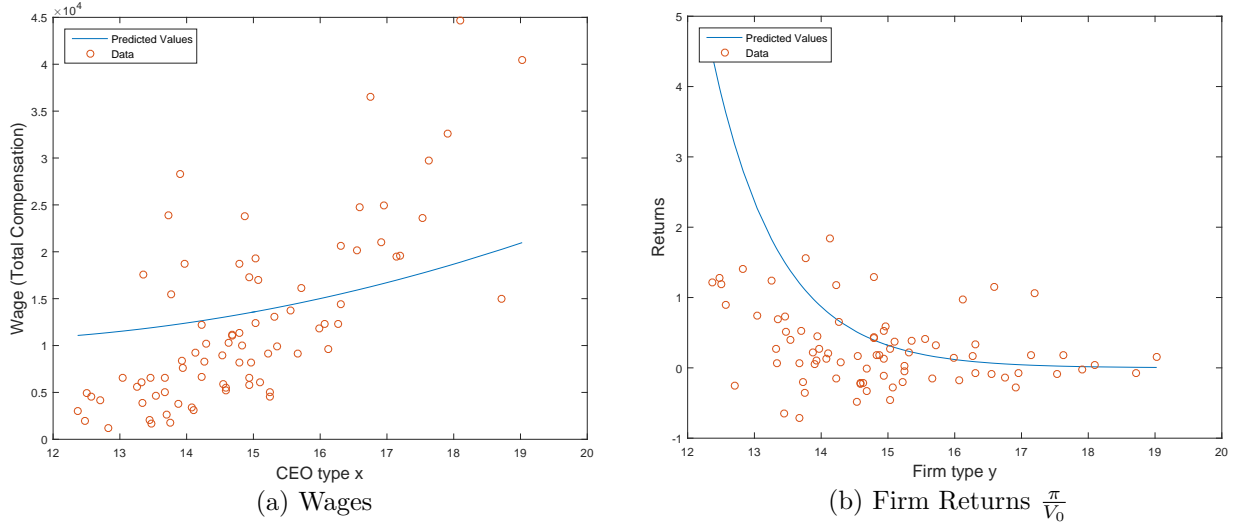 ×10⁴
4.5
4
3.5
3
2.5
2
1.5
1
0.5
0
Wage (Total Compensation)
Predicted Values
Data
12 13 14 15 16 17 18 19 20
CEO type x
(a) Wages
5
4
3
2
1
0
-1
Returns
Predicted Values
Data
12 13 14 15 16 17 18 19 20
Firm type y
(b) Firm Returns π/V₀